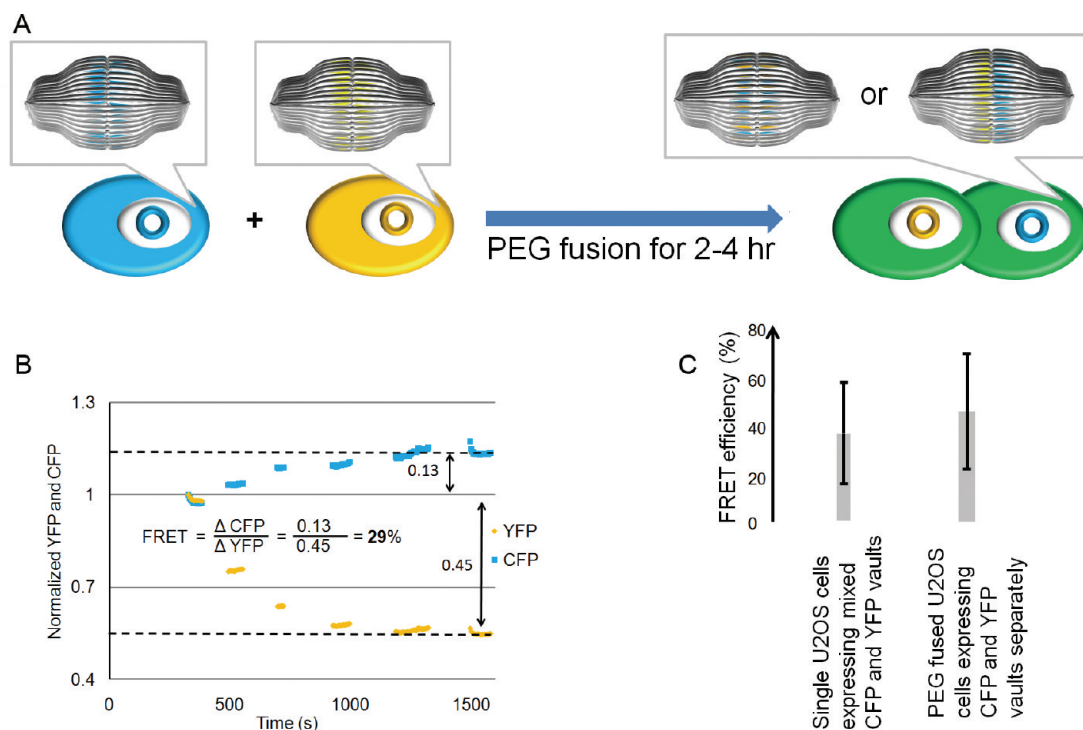 A
or
+
PEG fusion for 2-4 hr
B
Normalized YFP and CFP
1.3
1
0.7
0.4
0.13
0.45
FRET = Δ CFP / Δ YFP = 0.13 / 0.45 = 29%
YFP
CFP
0
500
1000
1500
Time (s)
C
FRET efficiency (%)
80
60
40
20
0
Single U2OS cells
expressing mixed
CFP and YFP vaults
PEG fused U2OS
cells expressing
CFP and YFP
vaults separately